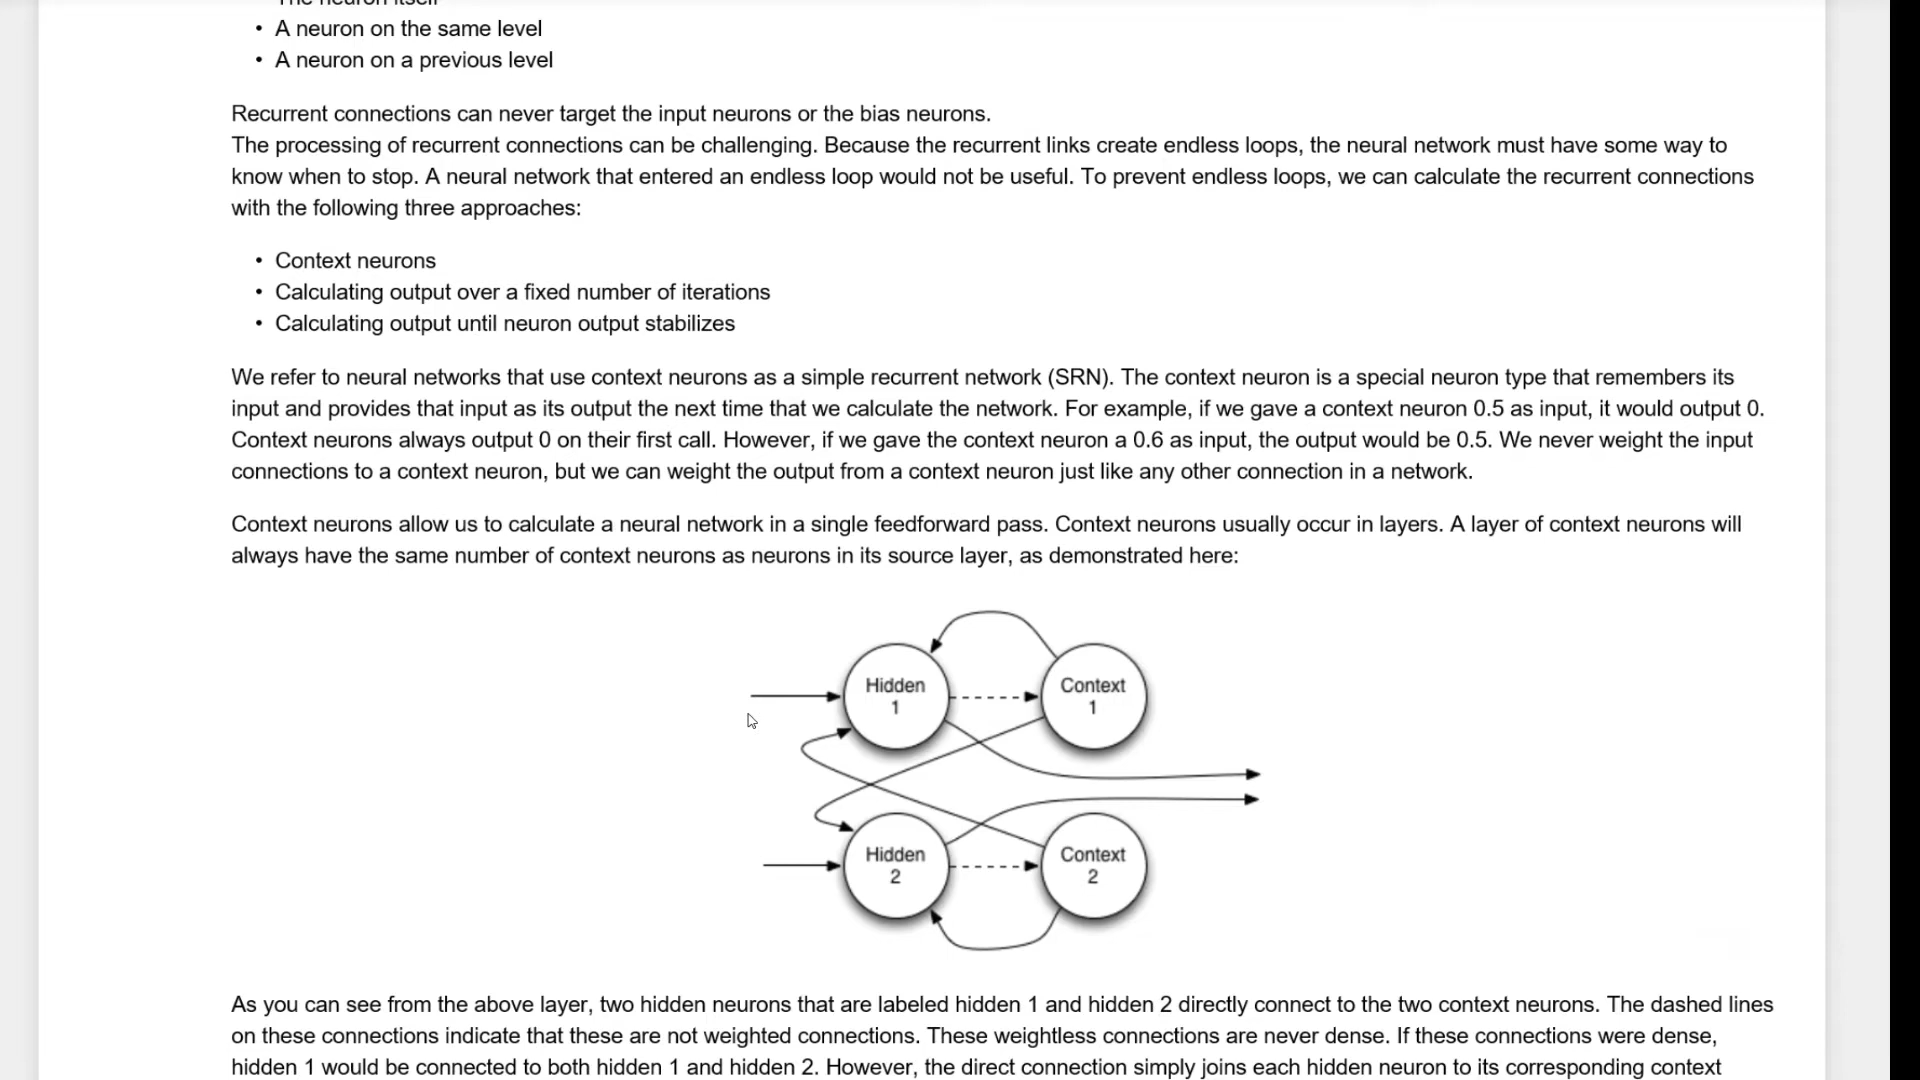 The neuron itself
• A neuron on the same level
• A neuron on a previous level
Recurrent connections can never target the input neurons or the bias neurons.
The processing of recurrent connections can be challenging. Because the recurrent links create endless loops, the neural network must have some way to
know when to stop. A neural network that entered an endless loop would not be useful. To prevent endless loops, we can calculate the recurrent connections
with the following three approaches:
• Context neurons
• Calculating output over a fixed number of iterations
• Calculating output until neuron output stabilizes
We refer to neural networks that use context neurons as a simple recurrent network (SRN). The context neuron is a special neuron type that remembers its
input and provides that input as its output the next time that we calculate the network. For example, if we gave a context neuron 0.5 as input, it would output 0.
Context neurons always output 0 on their first call. However, if we gave the context neuron a 0.6 as input, the output would be 0.5. We never weight the input
connections to a context neuron, but we can weight the output from a context neuron just like any other connection in a network.
Context neurons allow us to calculate a neural network in a single feedforward pass. Context neurons usually occur in layers. A layer of context neurons will
always have the same number of context neurons as neurons in its source layer, as demonstrated here:
Hidden
1
Context
1
Hidden
2
Context
2
As you can see from the above layer, two hidden neurons that are labeled hidden 1 and hidden 2 directly connect to the two context neurons. The dashed lines
on these connections indicate that these are not weighted connections. These weightless connections are never dense. If these connections were dense,
hidden 1 would be connected to both hidden 1 and hidden 2. However, the direct connection simply joins each hidden neuron to its corresponding context